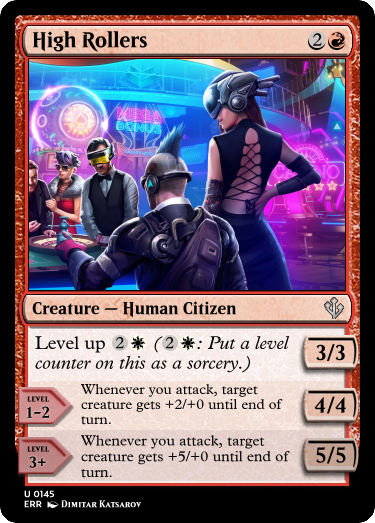 High Rollers 2
MEGA
BONUS
Creature — Human Citizen
Level up 2 (2: Put a level
counter on this as a sorcery.)
3/3
LEVEL
1-2
Whenever you attack, target
creature gets +2/+0 until end of
turn.
4/4
LEVEL
3+
Whenever you attack, target
creature gets +5/+0 until end of
turn.
5/5
U 0145
ERR Dimitar Katsarov